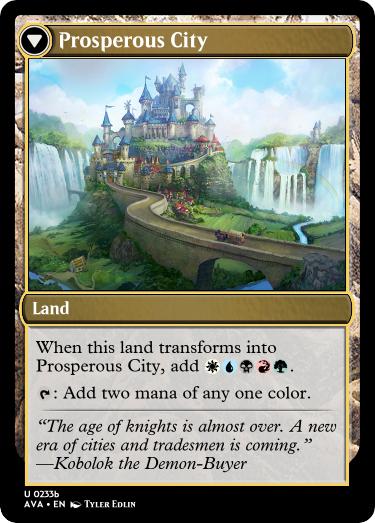 Prosperous City
Land
When this land transforms into
Prosperous City, add .
: Add two mana of any one color.
“The age of knights is almost over. A new
era of cities and tradesmen is coming.”
—Kobolok the Demon-Buyer
U 0233b
AVA • EN Tyler Edlin